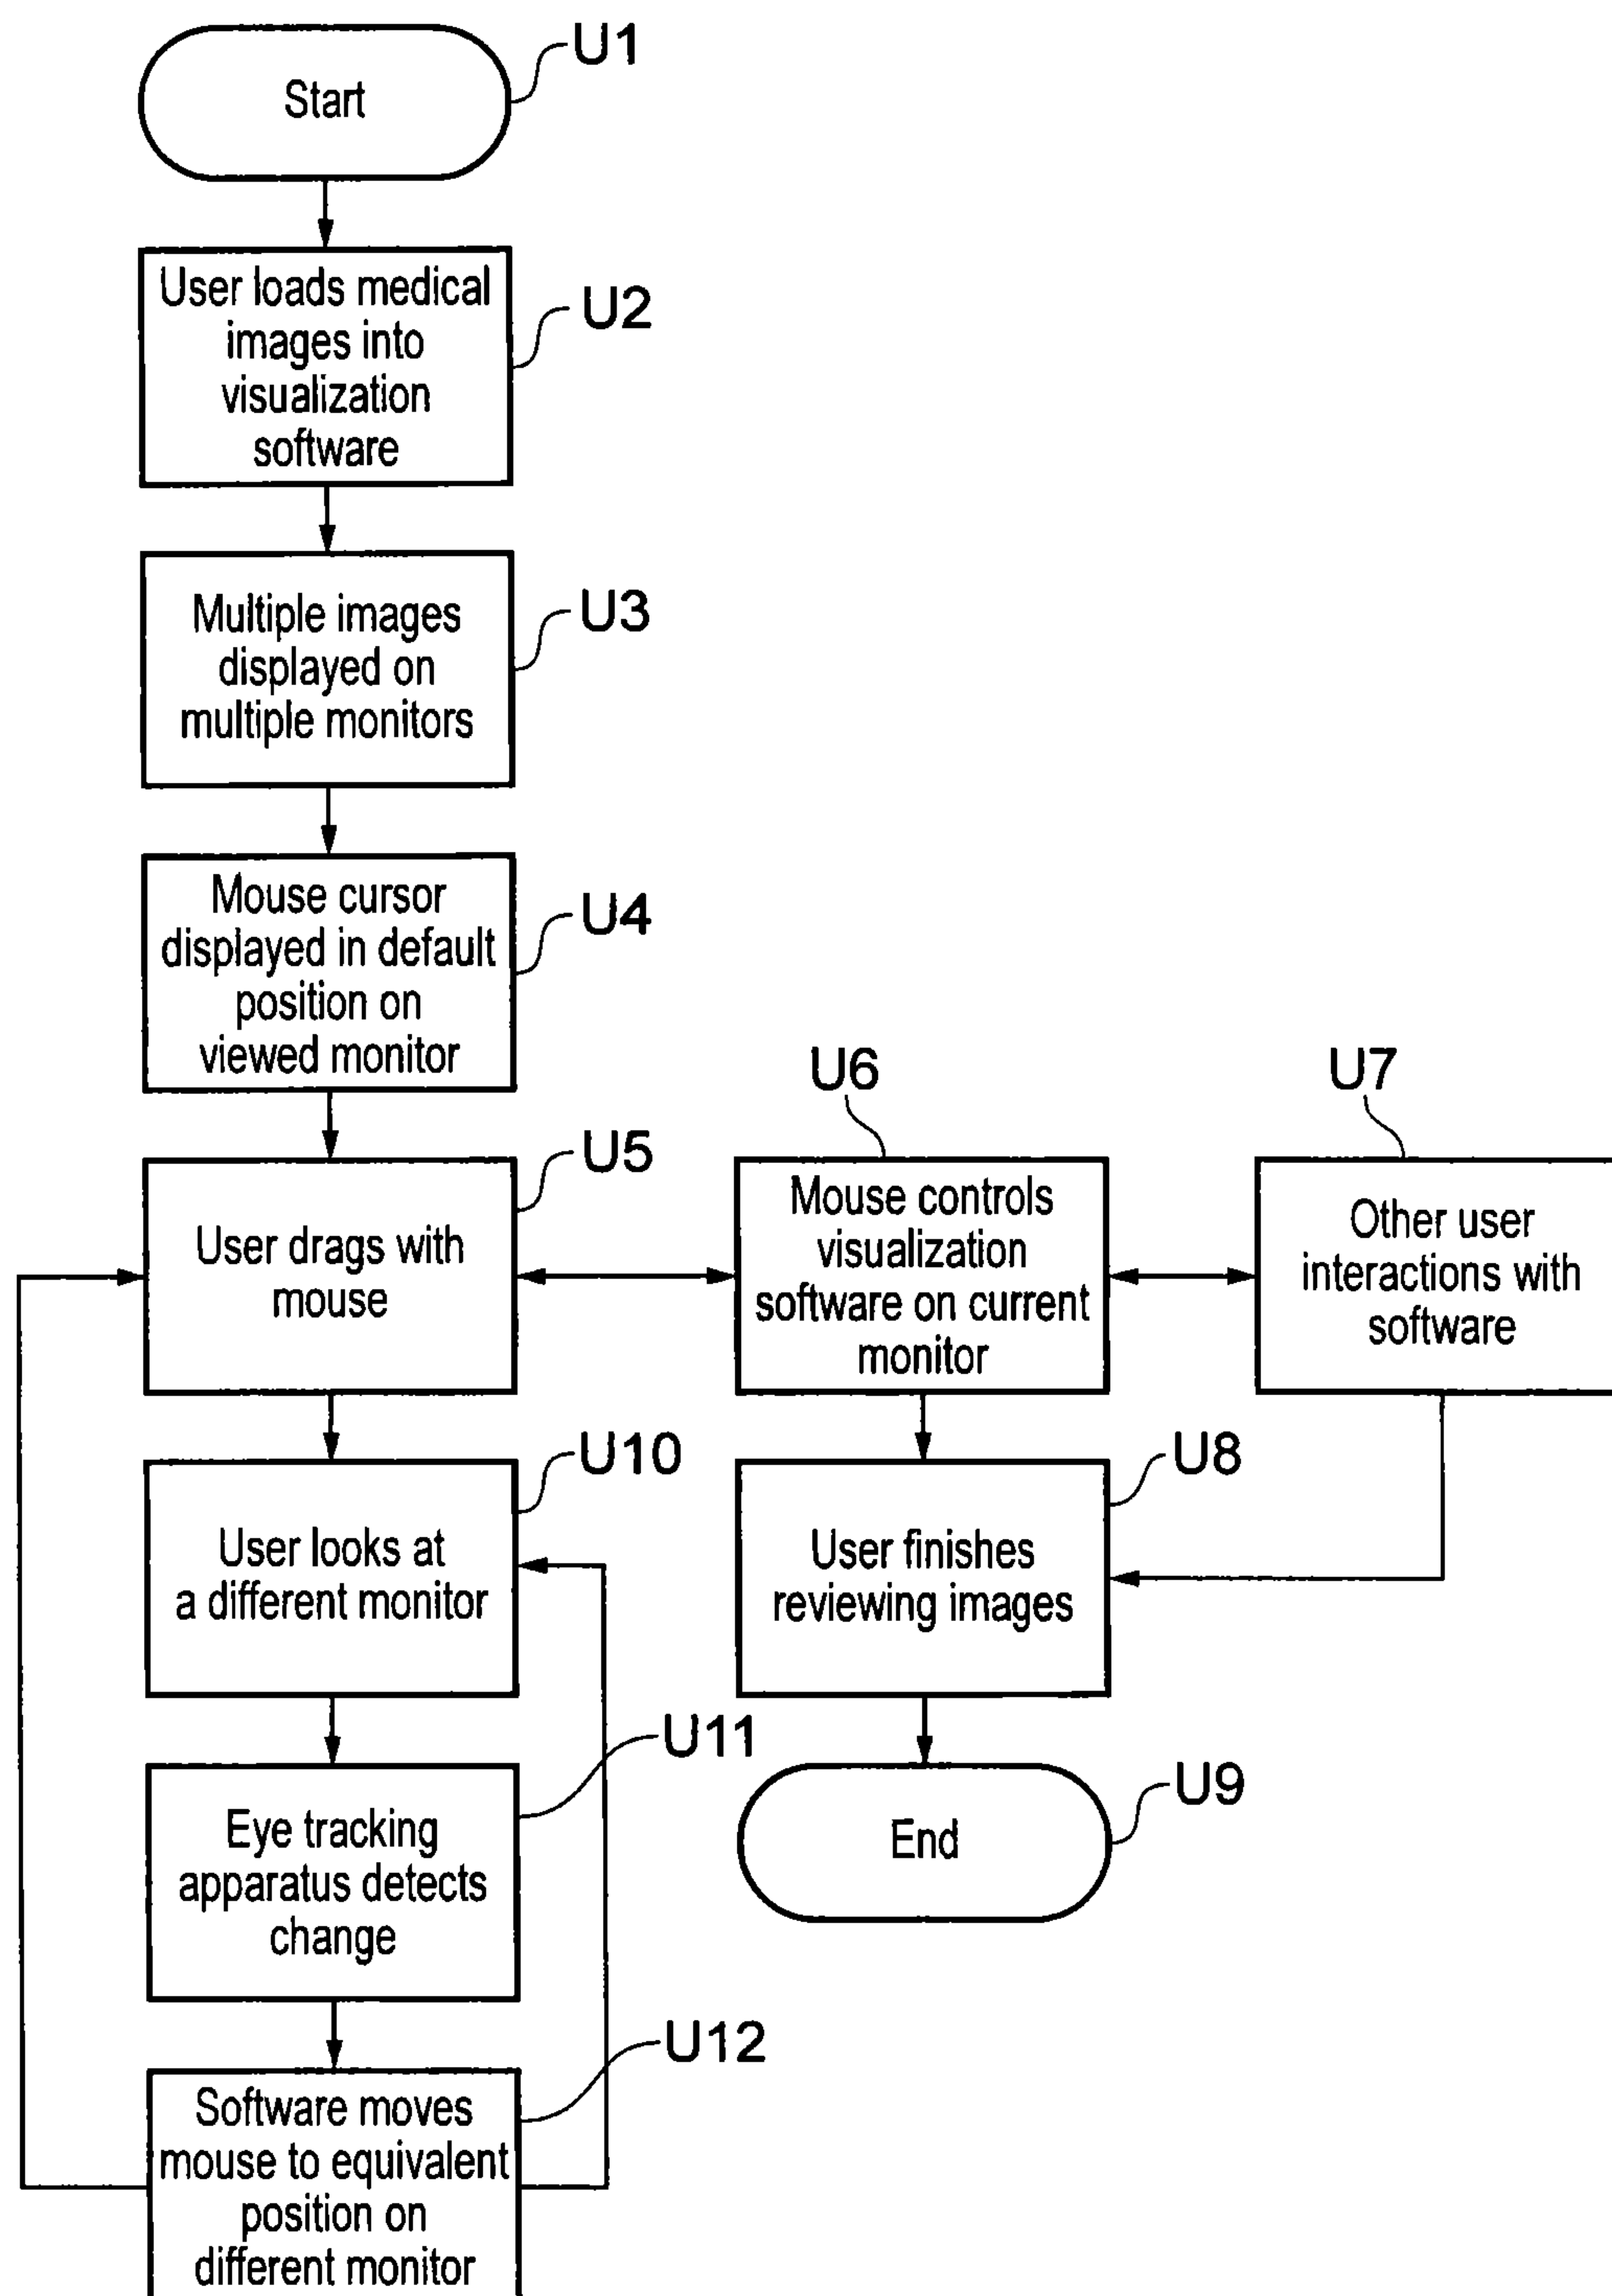 Start
U1
User loads medical
images into
visualization
software
U2
Multiple images
displayed on
multiple monitors
U3
Mouse cursor
displayed in default
position on
viewed monitor
U4
User drags with
mouse
U5
Mouse controls
visualization
software on current
monitor
U6
Other user
interactions with
software
U7
User looks at
a different monitor
U10
User finishes
reviewing images
U8
Eye tracking
apparatus detects
change
U11
End
U9
Software moves
mouse to equivalent
position on
different monitor
U12